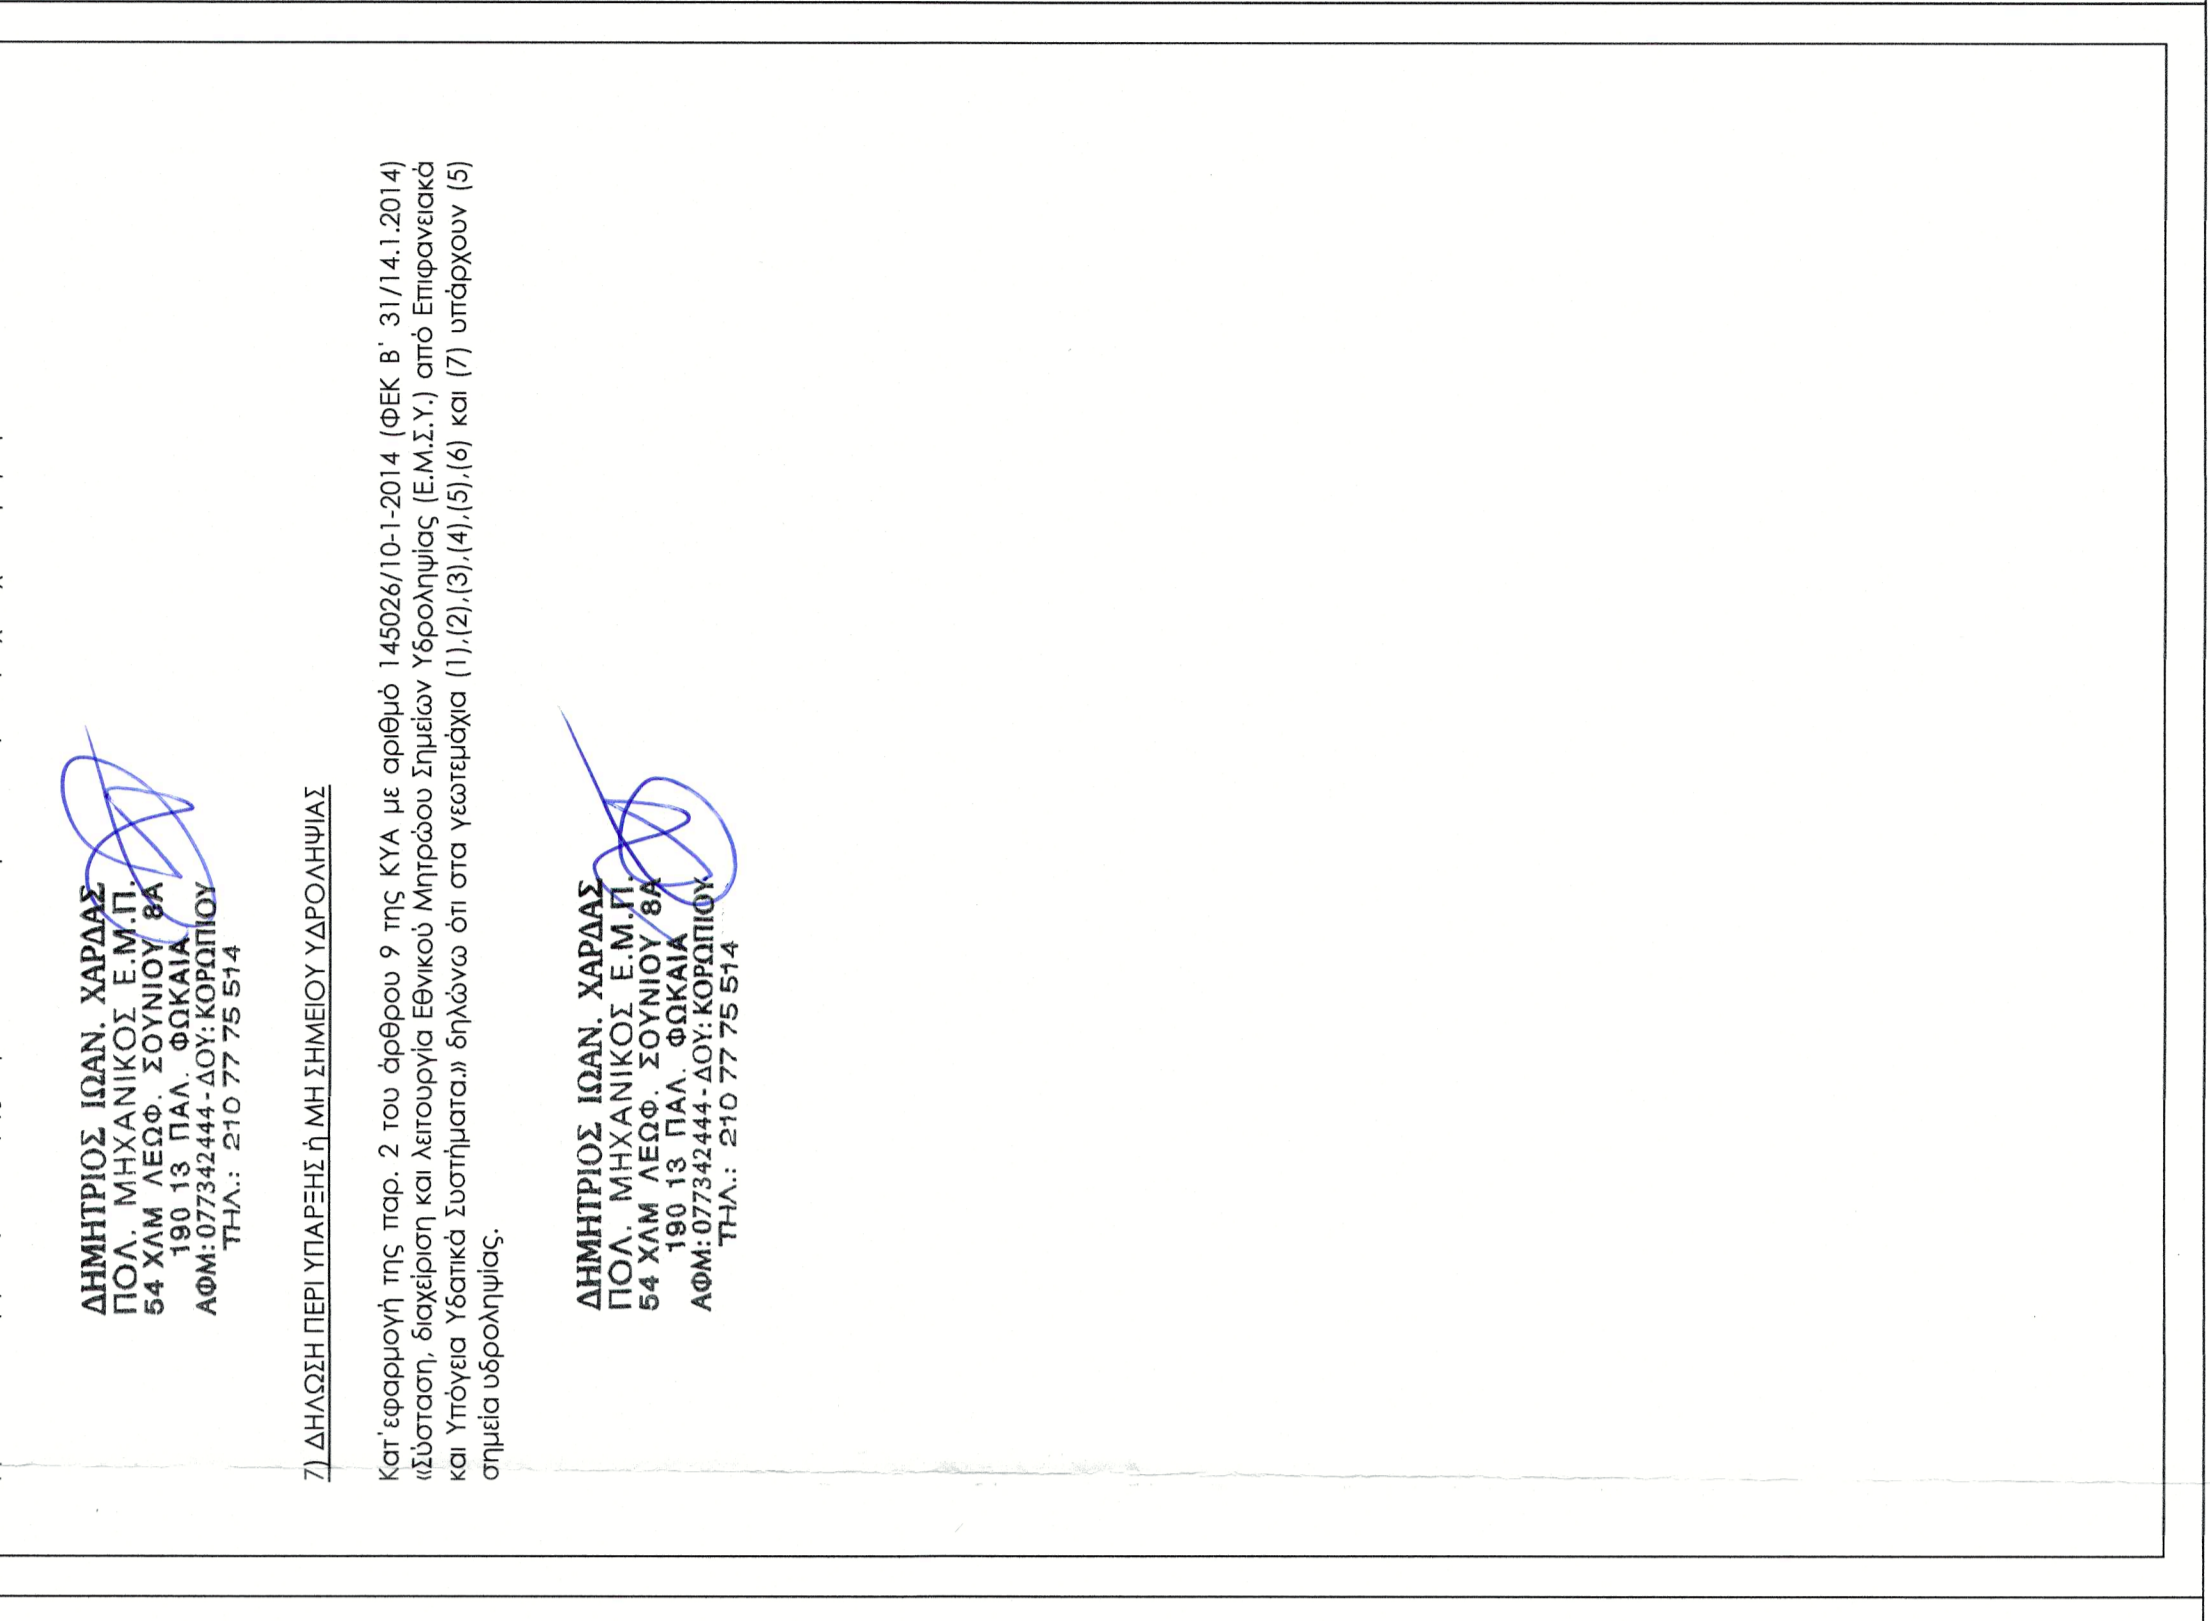 ΔΗΜΗΤΡΙΟΣ ΙΩΑΝ. ΧΑΡΔΑΣ
ΠΟΛ. ΜΗΧΑΝΙΚΟΣ Ε.Μ.Π.
54 ΧΛΜ ΛΕΩΦ. ΣΟΥΝΙΟΥ 8Α
190 13 ΠΑΛ. ΦΩΚΑΙΑ
ΑΦΜ: 077342444 - ΔΟΥ: ΚΟΡΩΠΙΟΥ
ΤΗΛ.: 210 77 75 514
7) ΔΗΛΩΣΗ ΠΕΡΙ ΥΠΑΡΞΗΣ ή ΜΗ ΣΗΜΕΙΟΥ ΥΔΡΟΛΗΨΙΑΣ
Κατ΄εφαρμογή της παρ. 2 του άρθρου 9 της ΚΥΑ με αριθμό 145026/10-1-2014 (ΦΕΚ Β΄ 31/14.1.2014)
«Σύσταση, διαχείριση και λειτουργία Εθνικού Μητρώου Σημείων Υδροληψίας (Ε.Μ.Σ.Υ.) από Επιφανειακά
και Υπόγεια Υδατικά Συστήματα.» δηλώνω ότι στα γεωτεμάχια (1),(2),(3),(4),(5),(6) και (7) υπάρχουν (5)
σημεία υδροληψίας.
ΔΗΜΗΤΡΙΟΣ ΙΩΑΝ. ΧΑΡΔΑΣ
ΠΟΛ. ΜΗΧΑΝΙΚΟΣ Ε.Μ.Π.
54 ΧΛΜ ΛΕΩΦ. ΣΟΥΝΙΟΥ 8Α
190 13 ΠΑΛ. ΦΩΚΑΙΑ
ΑΦΜ: 077342444 - ΔΟΥ: ΚΟΡΩΠΙΟΥ
ΤΗΛ.: 210 77 75 514